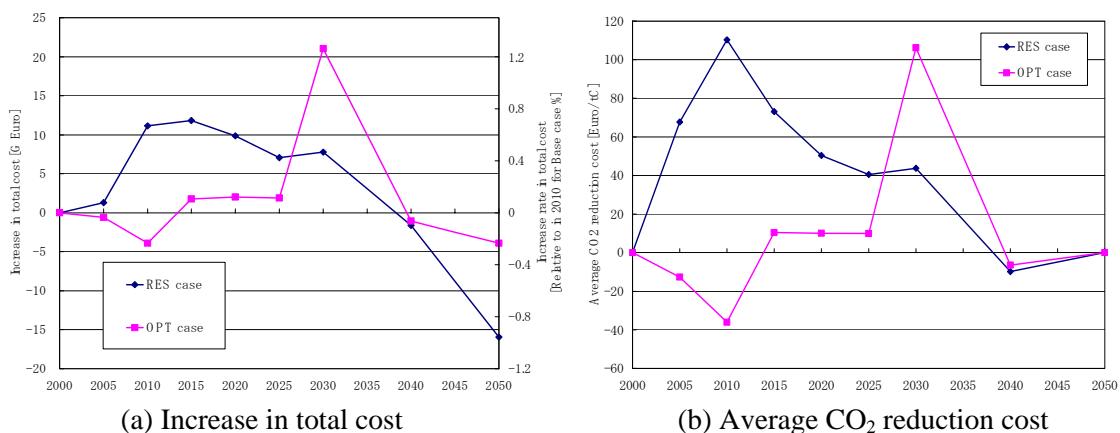 25
20
15
10
5
0
−5
−10
−15
−20
Increase in total cost [G Euro]
RES case
OPT case
1.2
0.8
0.4
0
−0.4
−0.8
−1.2
Increase rate in total cost
[Relative to in 2010 for Base case %]
2000 2005 2010 2015 2020 2025 2030 2035 2040 2045 2050
(a) Increase in total cost
120
100
80
60
40
20
0
−20
−40
−60
Average CO2 reduction cost [Euro/tC]
RES case
OPT case
2000 2005 2010 2015 2020 2025 2030 2035 2040 2045 2050
(b) Average CO₂ reduction cost